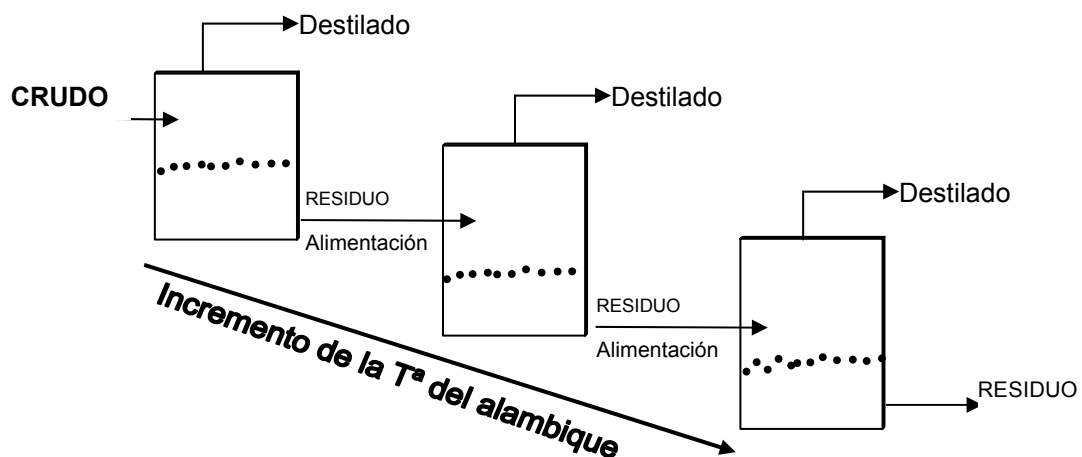 Destilado
CRUDO
Destilado
RESIDUO
Alimentación
Destilado
RESIDUO
Alimentación
RESIDUO
Incremento de la Tª del alambique